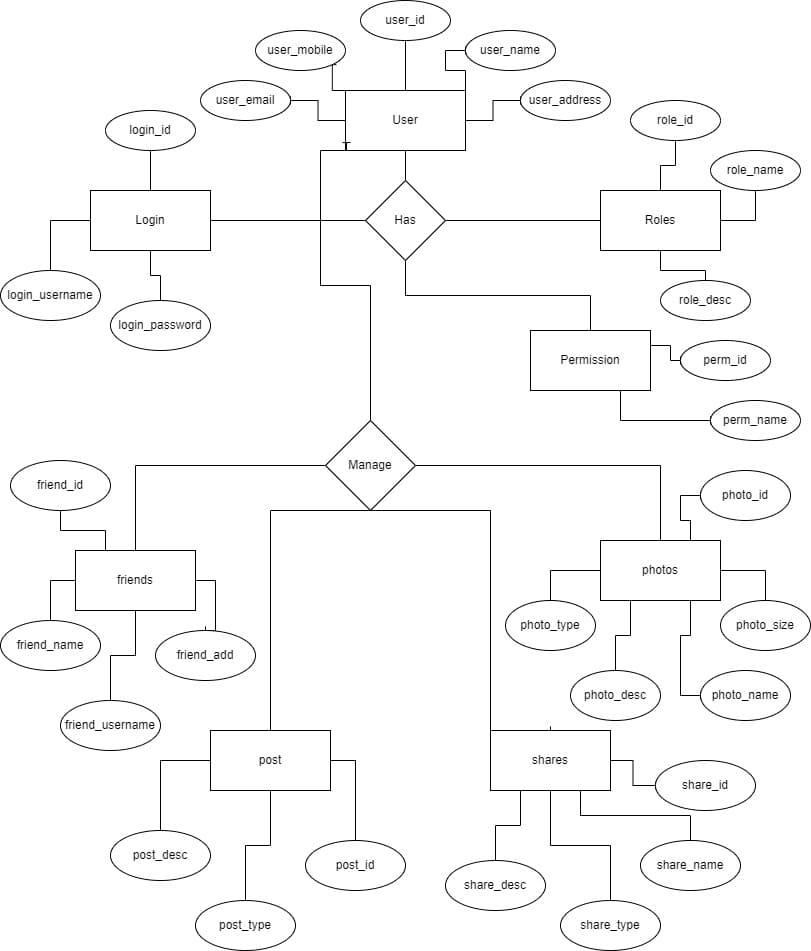 user_id
user_mobile
user_name
user_email
user_address
User
login_id
role_id
role_name
Login
Has
Roles
login_username
role_desc
login_password
Permission
perm_id
perm_name
Manage
friend_id
photo_id
friends
photos
photo_type
photo_size
friend_name
friend_add
photo_desc
photo_name
friend_username
post
shares
share_id
post_desc
post_id
share_name
share_desc
post_type
share_type